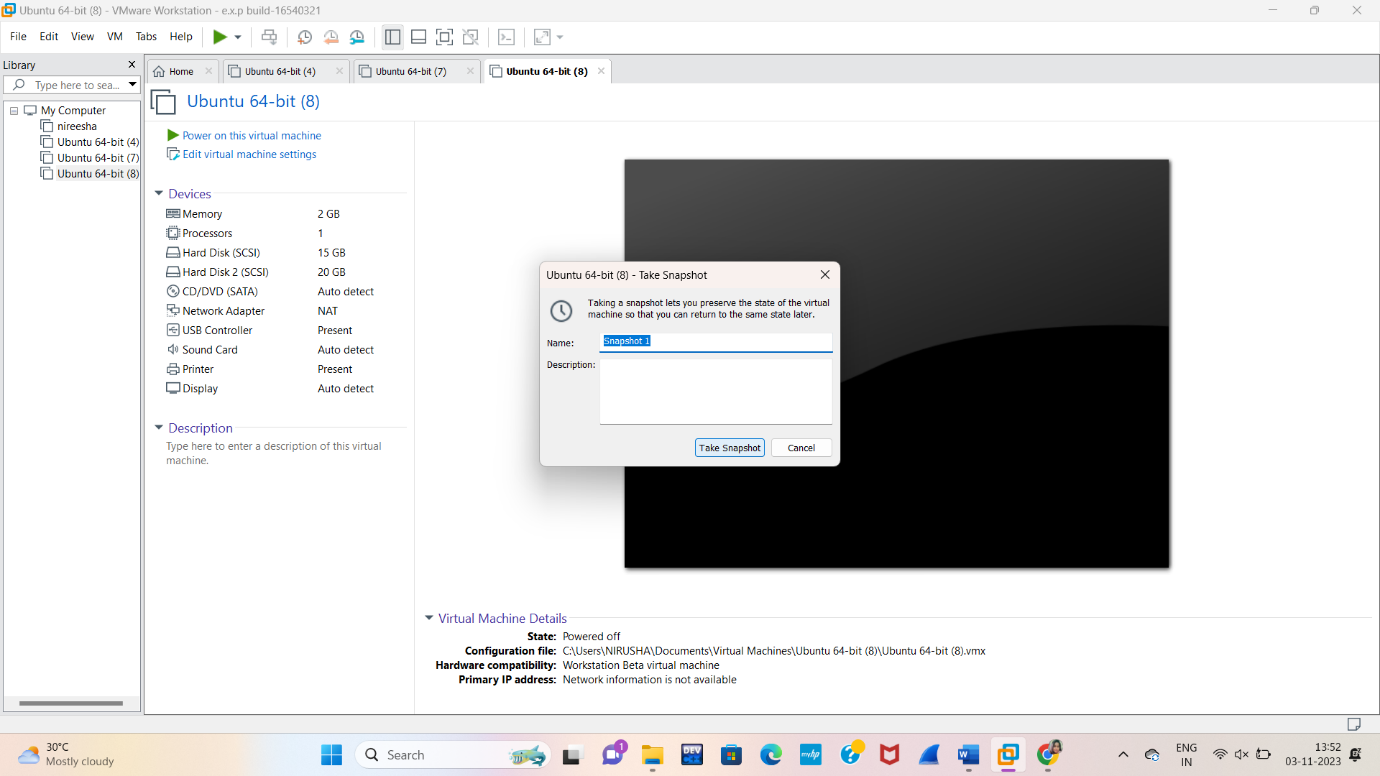 Ubuntu 64-bit (8) - VMware Workstation - e.x.p build-16540321
File Edit View VM Tabs Help
Library
Type here to sea...
My Computer
nireesha
Ubuntu 64-bit (4)
Ubuntu 64-bit (7)
Ubuntu 64-bit (8)
Home Ubuntu 64-bit (4) Ubuntu 64-bit (7) Ubuntu 64-bit (8)
Ubuntu 64-bit (8)
Power on this virtual machine
Edit virtual machine settings
Devices
Memory 2 GB
Processors 1
Hard Disk (SCSI) 15 GB
Hard Disk 2 (SCSI) 20 GB
CD/DVD (SATA) Auto detect
Network Adapter NAT
USB Controller Present
Sound Card Auto detect
Printer Present
Display Auto detect
Description
Type here to enter a description of this virtual
machine.
Ubuntu 64-bit (8) - Take Snapshot
Taking a snapshot lets you preserve the state of the virtual
machine so that you can return to the same state later.
Name: Snapshot 1
Description:
Take Snapshot Cancel
Virtual Machine Details
State: Powered off
Configuration file: C:\Users\NIRUSHA\Documents\Virtual Machines\Ubuntu 64-bit (8)\Ubuntu 64-bit (8).vmx
Hardware compatibility: Workstation Beta virtual machine
Primary IP address: Network information is not available
30°C
Mostly cloudy
Search
1
DEV
myhp
ENG
IN
13:52
03-11-2023